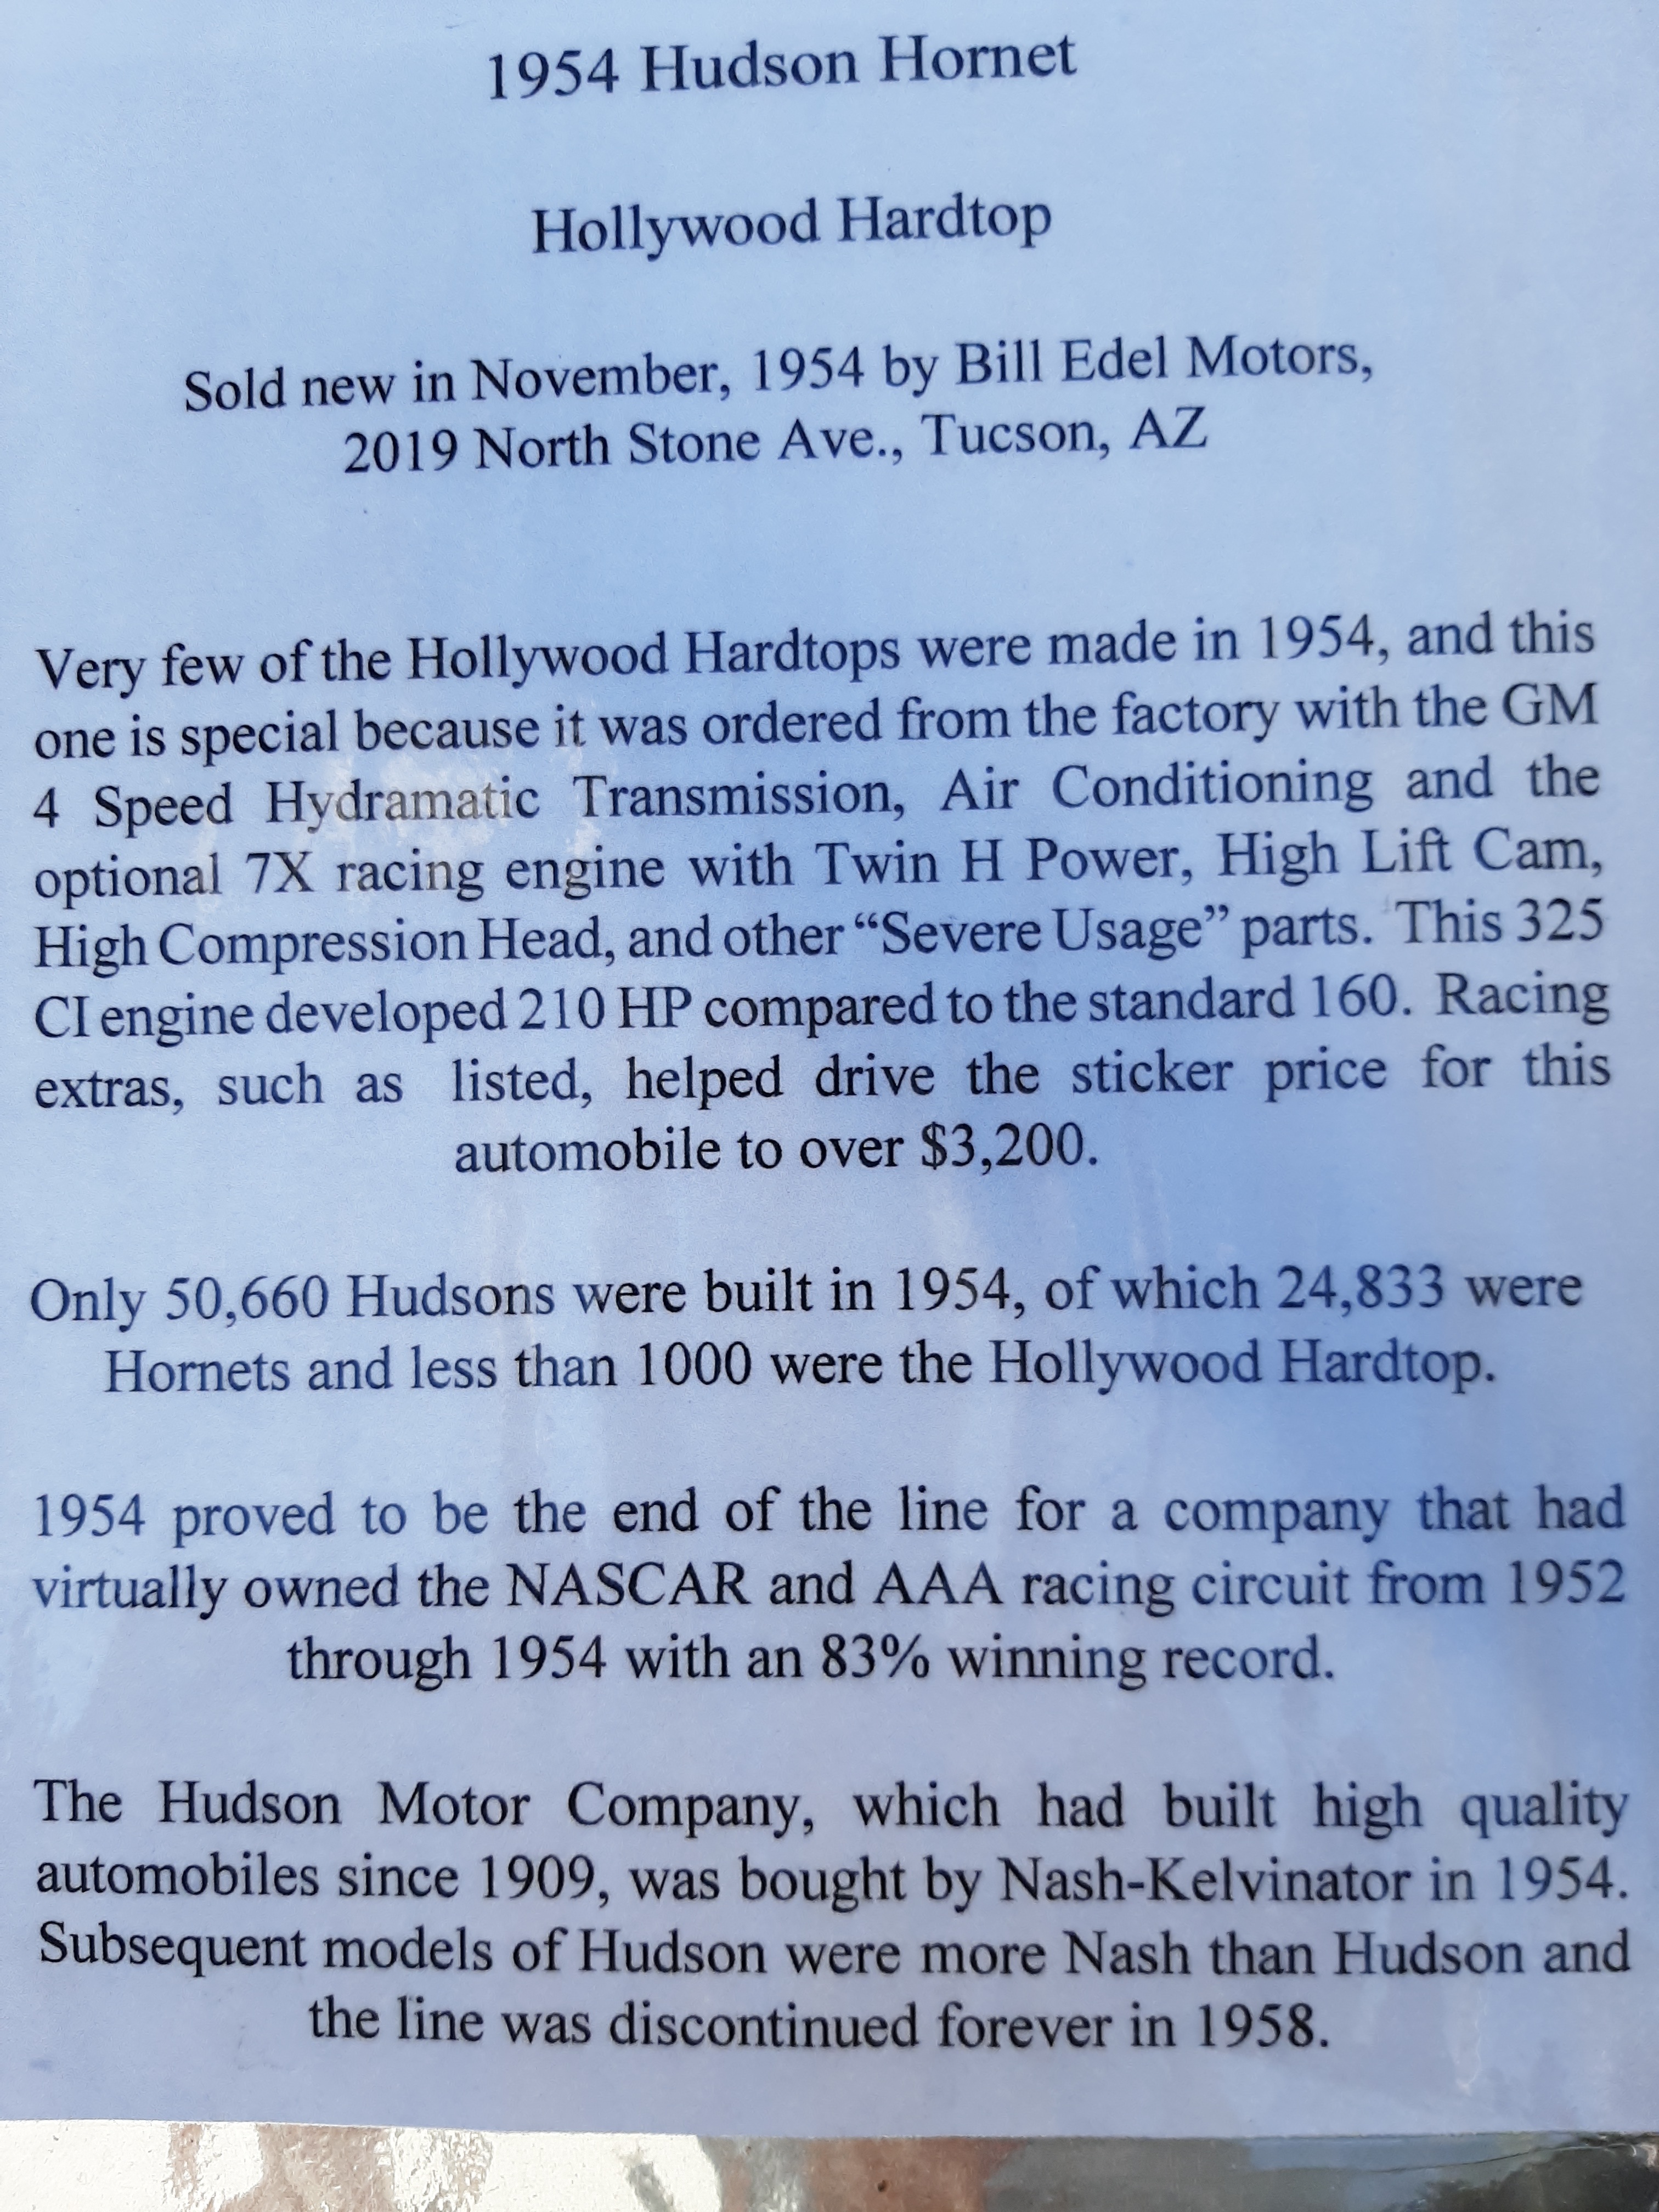 1954 Hudson Hornet
Hollywood Hardtop
Sold new in November, 1954 by Bill Edel Motors,
2019 North Stone Ave., Tucson, AZ
Very few of the Hollywood Hardtops were made in 1954, and this
one is special because it was ordered from the factory with the GM
4 Speed Hydramatic Transmission, Air Conditioning and the
optional 7X racing engine with Twin H Power, High Lift Cam,
High Compression Head, and other “Severe Usage” parts. This 325
CI engine developed 210 HP compared to the standard 160. Racing
extras, such as listed, helped drive the sticker price for this
automobile to over $3,200.
Only 50,660 Hudsons were built in 1954, of which 24,833 were
Hornets and less than 1000 were the Hollywood Hardtop.
1954 proved to be the end of the line for a company that had
virtually owned the NASCAR and AAA racing circuit from 1952
through 1954 with an 83% winning record.
The Hudson Motor Company, which had built high quality
automobiles since 1909, was bought by Nash-Kelvinator in 1954.
Subsequent models of Hudson were more Nash than Hudson and
the line was discontinued forever in 1958.